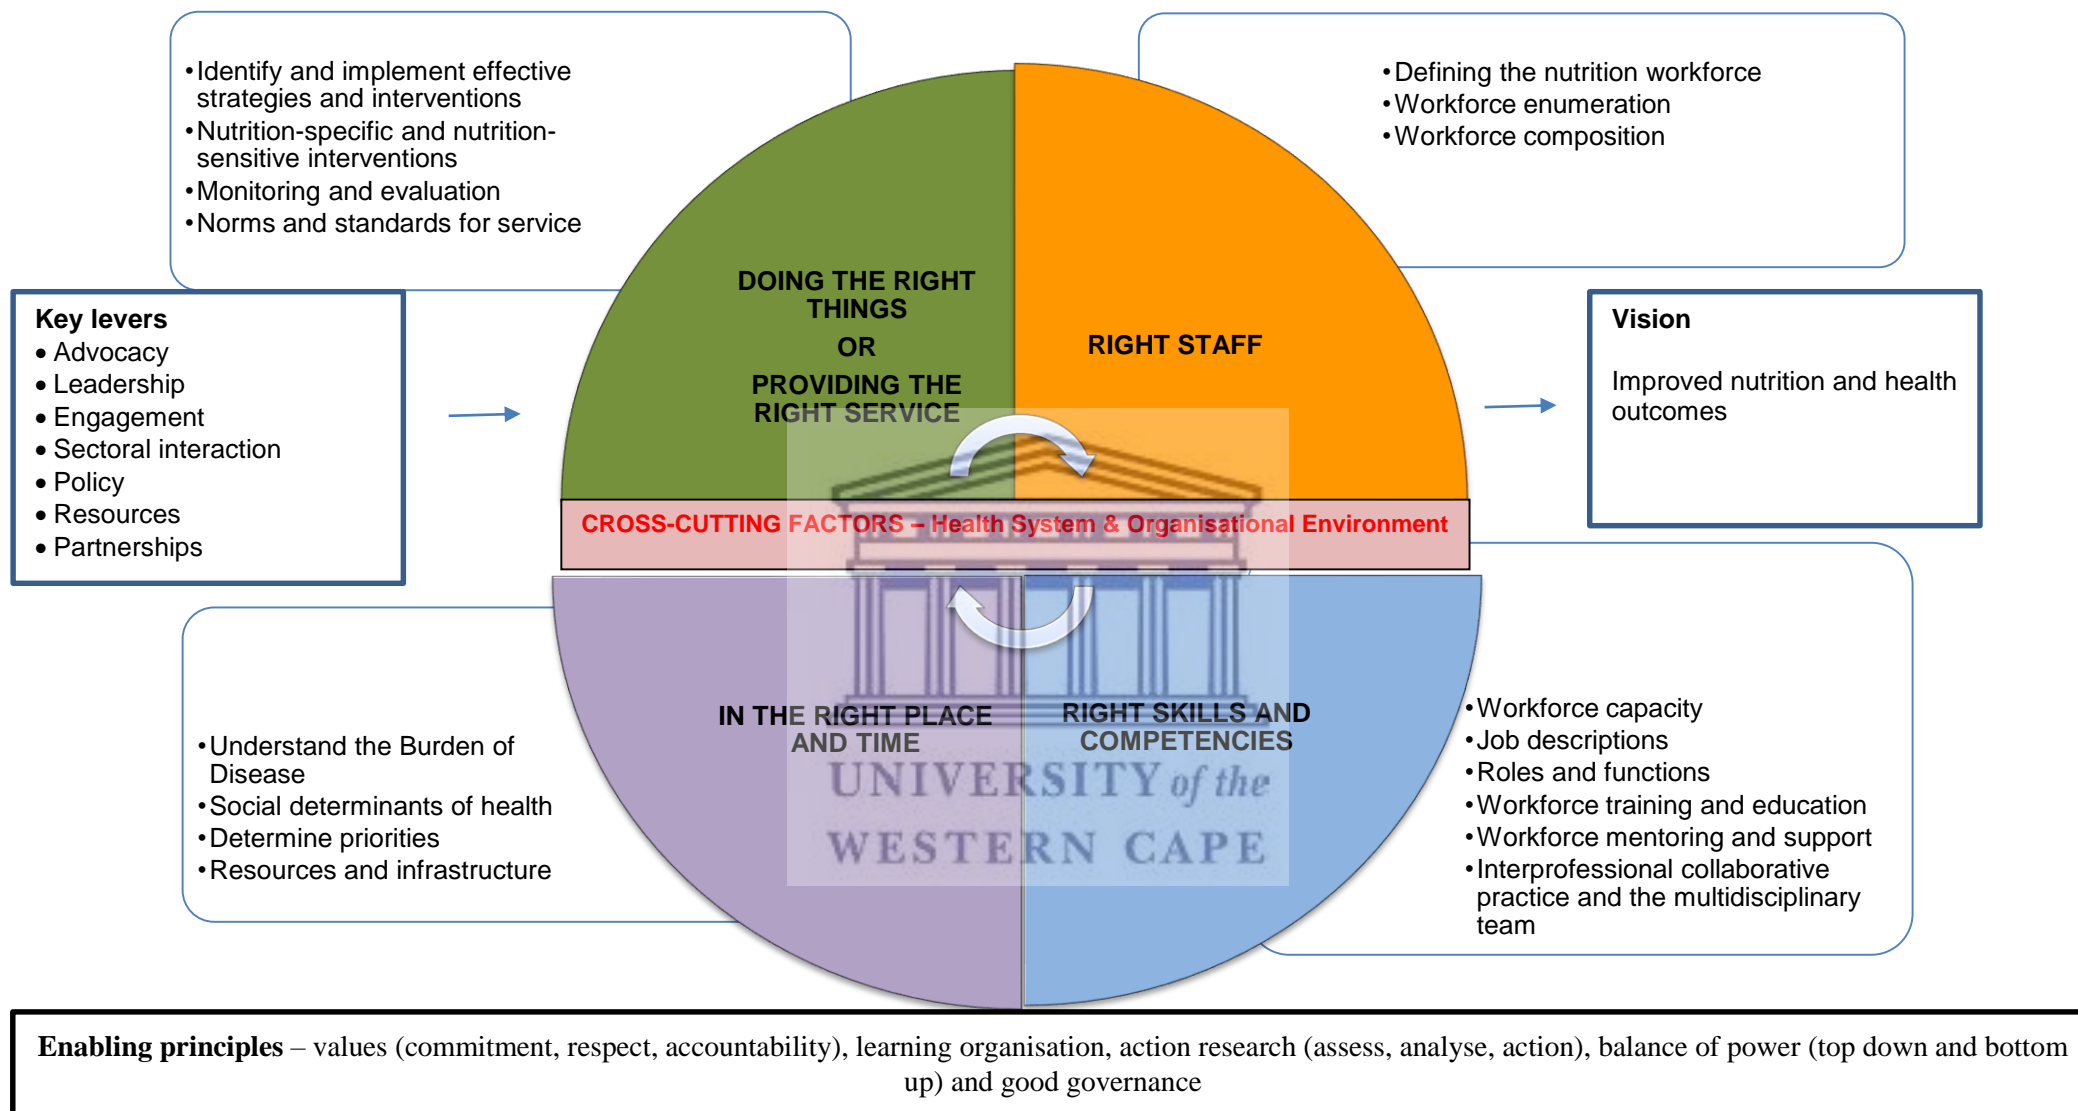 •Identify and implement effective
strategies and interventions
•Nutrition-specific and nutrition-
sensitive interventions
•Monitoring and evaluation
•Norms and standards for service
•Defining the nutrition workforce
•Workforce enumeration
•Workforce composition
Key levers
• Advocacy
• Leadership
• Engagement
• Sectoral interaction
• Policy
• Resources
• Partnerships
DOING THE RIGHT
THINGS
OR
PROVIDING THE
RIGHT SERVICE
RIGHT STAFF
Vision
Improved nutrition and health
outcomes
CROSS-CUTTING FACTORS – Health System & Organisational Environment
IN THE RIGHT PLACE
AND TIME
RIGHT SKILLS AND
COMPETENCIES
UNIVERSITY of the
WESTERN CAPE
•Understand the Burden of
Disease
•Social determinants of health
•Determine priorities
•Resources and infrastructure
•Workforce capacity
•Job descriptions
•Roles and functions
•Workforce training and education
•Workforce mentoring and support
•Interprofessional collaborative
practice and the multidisciplinary
team
Enabling principles – values (commitment, respect, accountability), learning organisation, action research (assess, analyse, action), balance of power (top down and bottom
up) and good governance